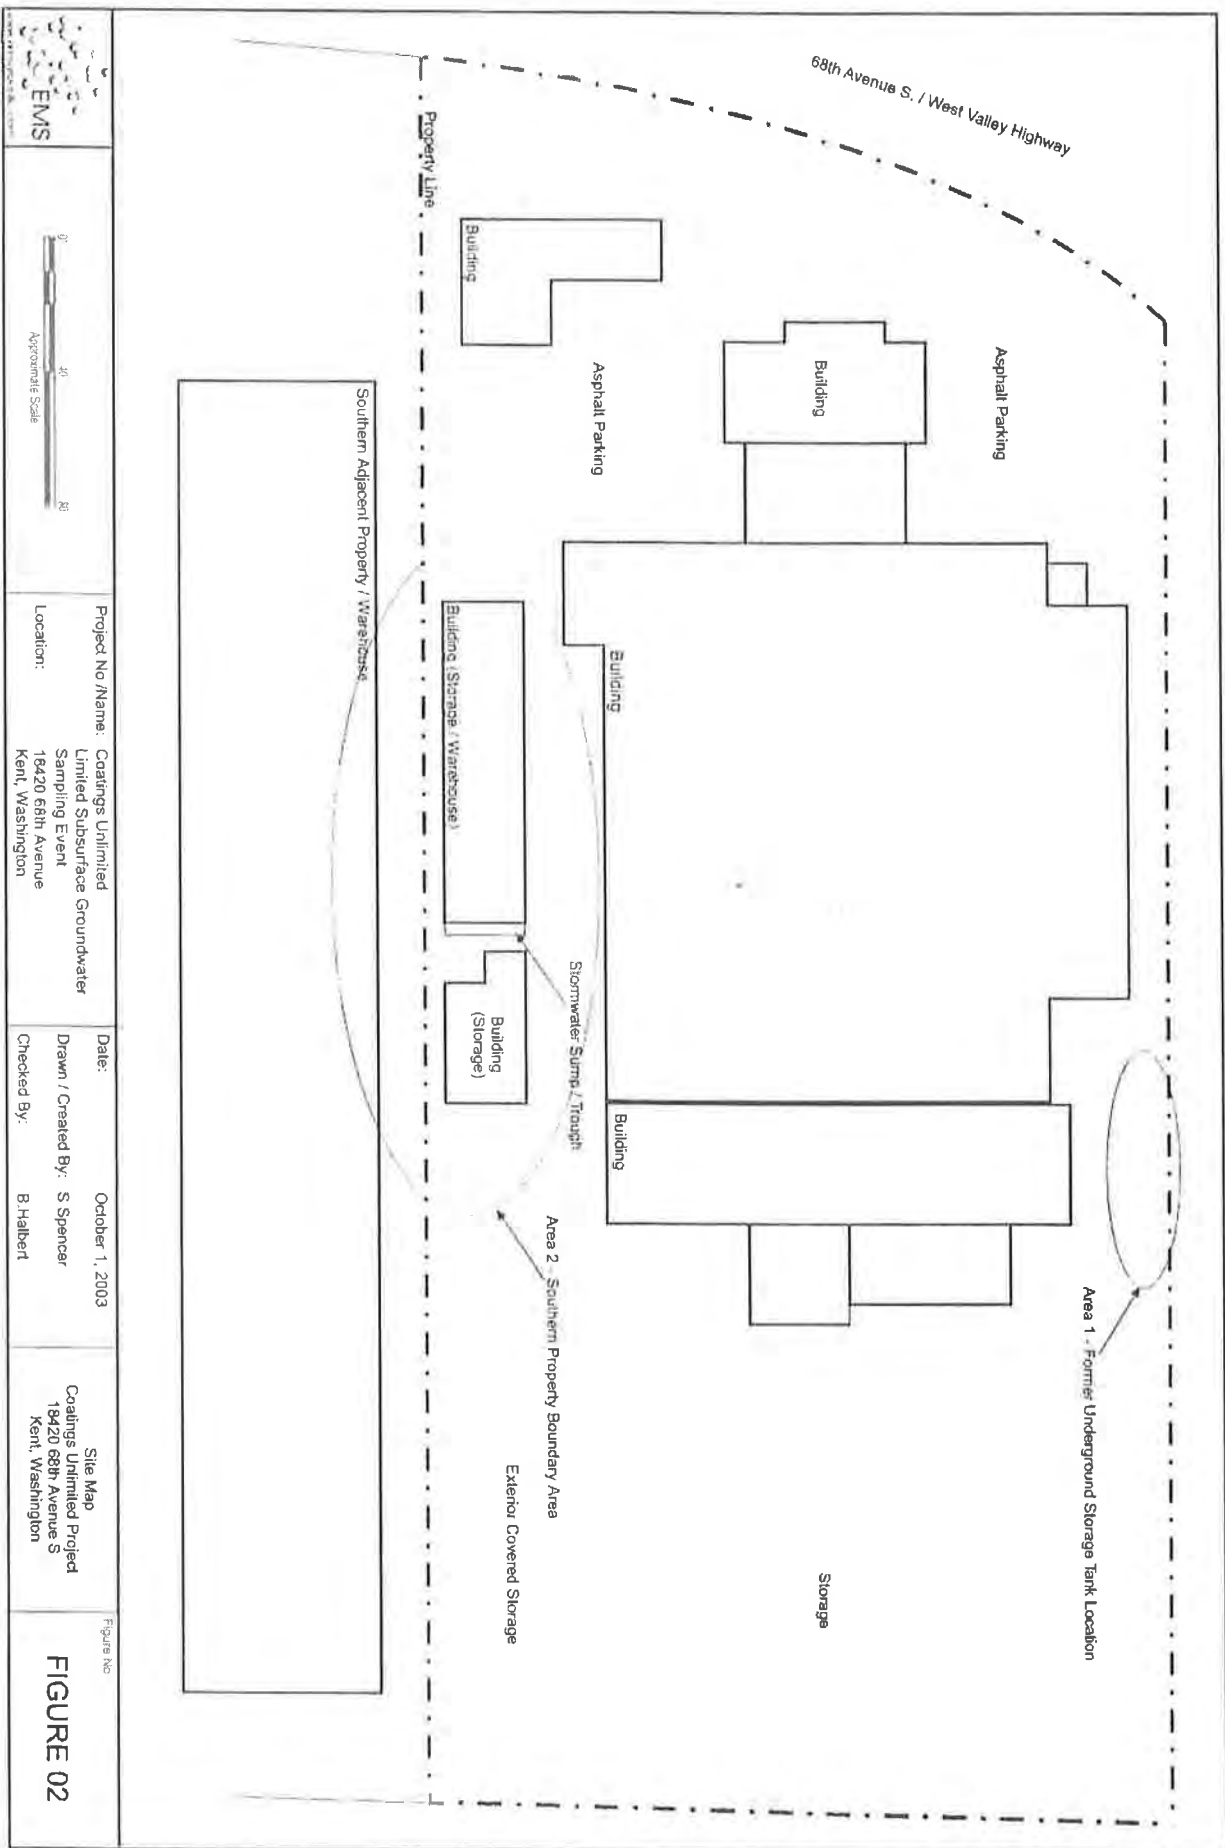 68th Avenue S. / West Valley Highway
Property Line
Building
Asphalt Parking
Building
Asphalt Parking
Southern Adjacent Property / Warehouse
Building (Storage / Warehouse)
Building
Stormwater Sump / Trough
Building
(Storage)
Building
Area 2 - Southern Property Boundary Area
Exterior Covered Storage
Area 1 - Former Underground Storage Tank Location
Storage
EMS
0'
40
80
Approximate Scale
Project No /Name: Coatings Unlimited
Limited Subsurface Groundwater
Sampling Event
Location: 18420 68th Avenue
Kent, Washington
Date: October 1, 2003
Drawn / Created By: S Spencer
Checked By: B.Halbert
Site Map
Coatings Unlimited Project
18420 68th Avenue S
Kent, Washington
Figure No
FIGURE 02